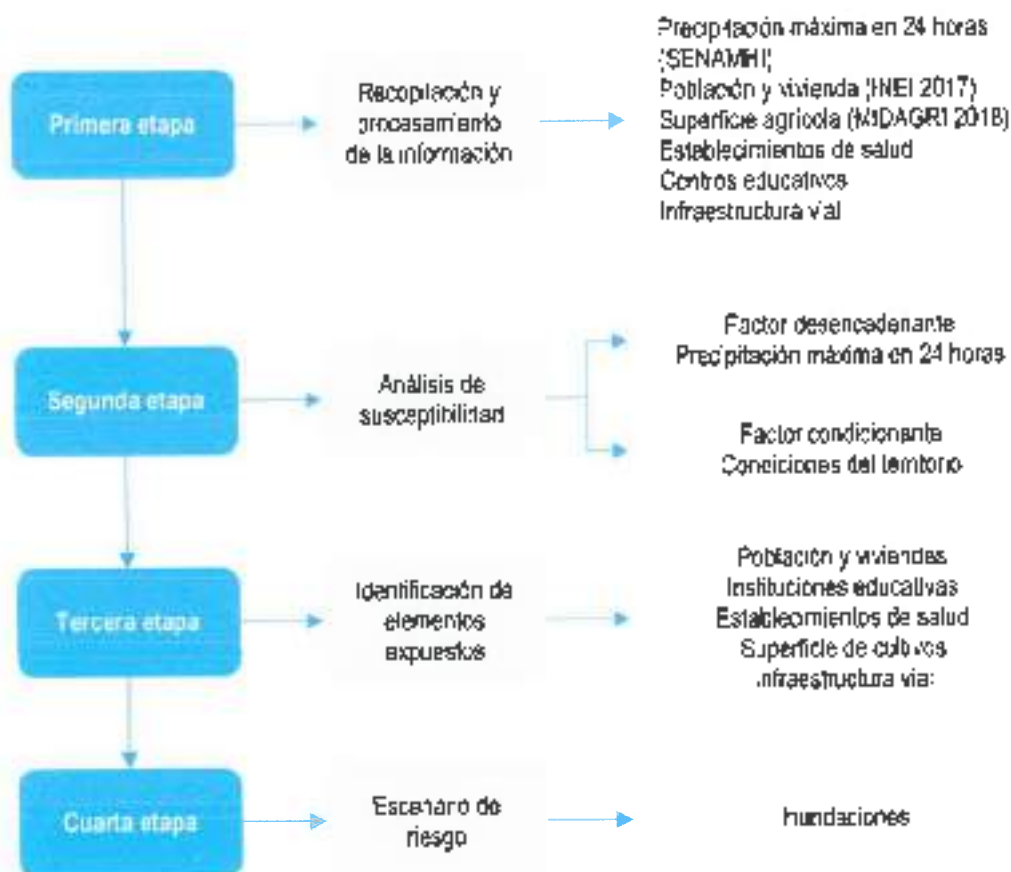 Primera etapa
Recopilación y
procesamiento
de la información
Precipitación máxima en 24 horas
(SENAMHI)
Población y vivienda (INEI 2017)
Superficie agrícola (MIDAGRI 2018)
Establecimientos de salud
Centros educativos
Infraestructura vial
Segunda etapa
Análisis de
susceptibilidad
Factor desencadenante
Precipitación máxima en 24 horas
Factor condicionante
Condiciones del territorio
Tercera etapa
Identificación de
elementos
expuestos
Población y viviendas
Instituciones educativas
Establecimientos de salud
Superficie de cultivos
Infraestructura vial
Cuarta etapa
Escenario de
riesgo
Inundaciones